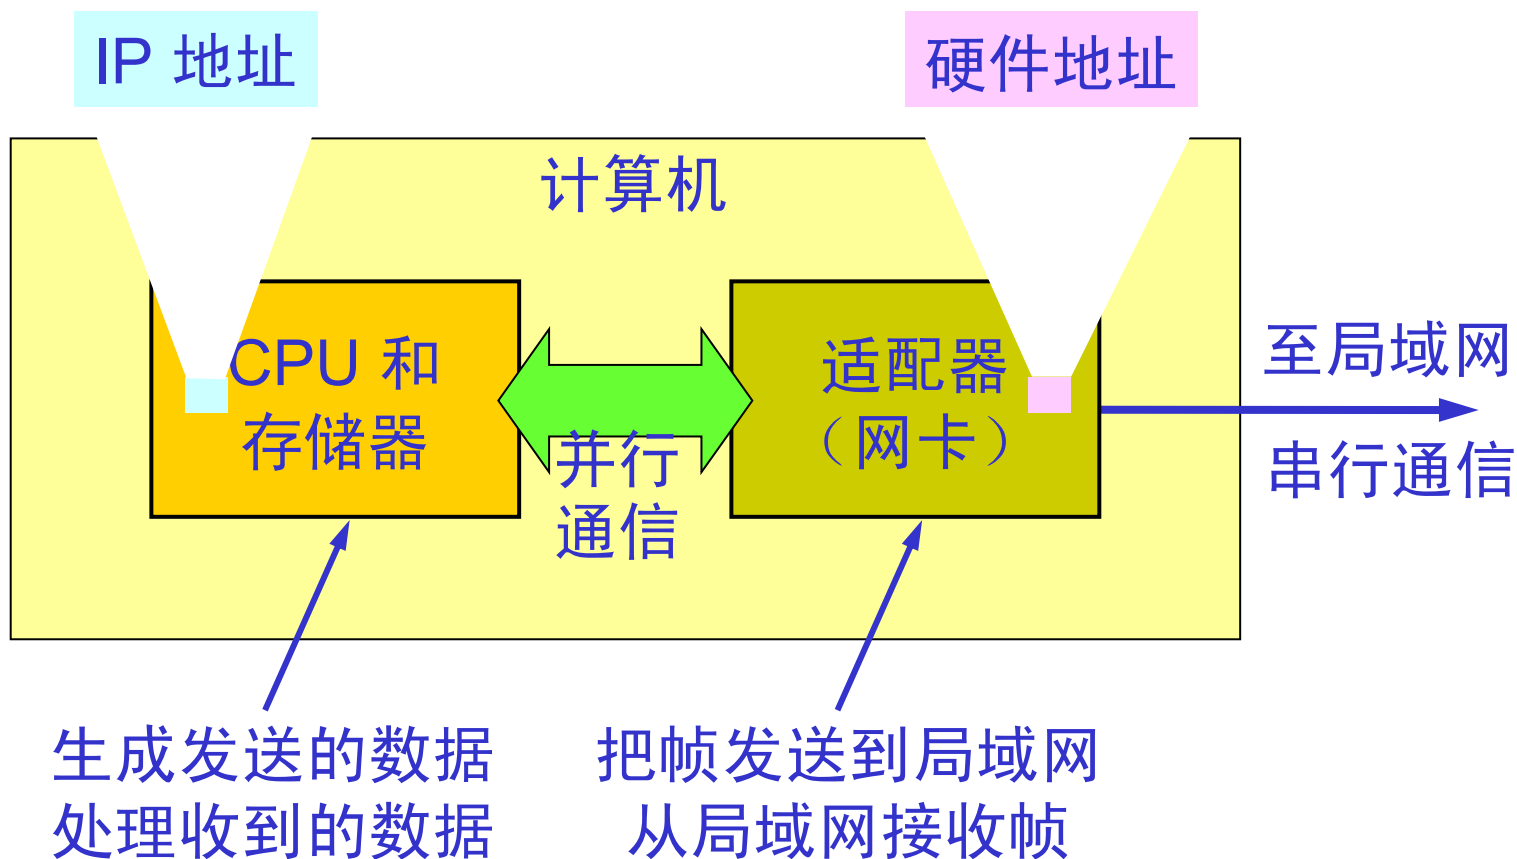 IP 地址
硬件地址
计算机
CPU 和
存储器
适配器
（网卡）
并行
通信
至局域网
串行通信
生成发送的数据
处理收到的数据
把帧发送到局域网
从局域网接收帧